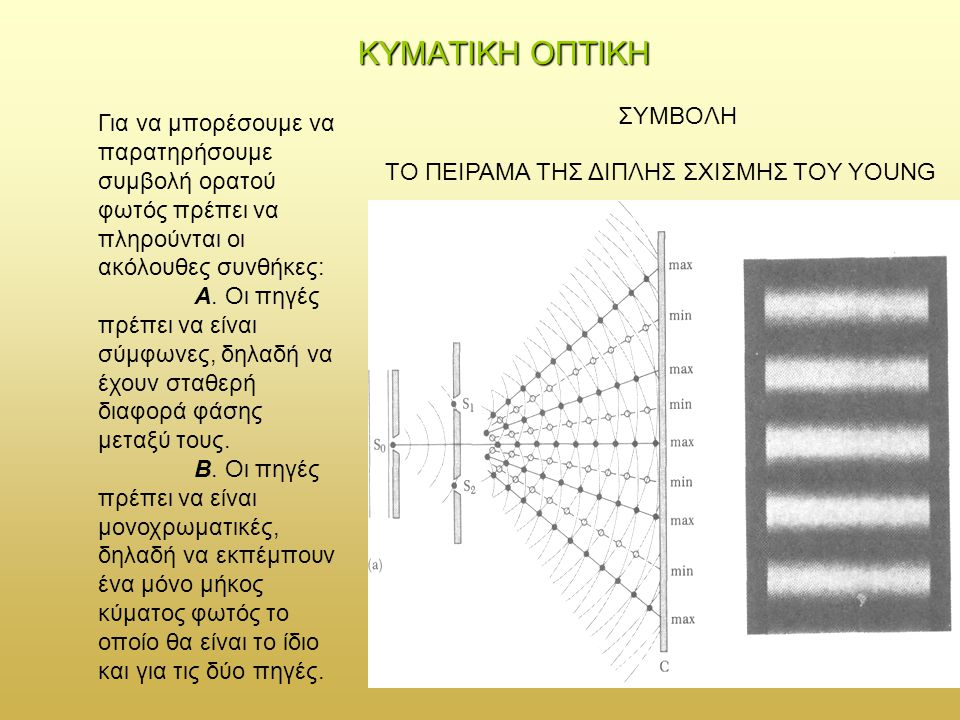 ΚΥΜΑΤΙΚΗ ΟΠΤΙΚΗ
Για να μπορέσουμε να
παρατηρήσουμε
συμβολή ορατού
φωτός πρέπει να
πληρούνται οι
ακόλουθες συνθήκες:
Α. Οι πηγές
πρέπει να είναι
σύμφωνες, δηλαδή να
έχουν σταθερή
διαφορά φάσης
μεταξύ τους.
Β. Οι πηγές
πρέπει να είναι
μονοχρωματικές,
δηλαδή να εκπέμπουν
ένα μόνο μήκος
κύματος φωτός το
οποίο θα είναι το ίδιο
και για τις δύο πηγές.
ΣΥΜΒΟΛΗ
ΤΟ ΠΕΙΡΑΜΑ ΤΗΣ ΔΙΠΛΗΣ ΣΧΙΣΜΗΣ ΤΟΥ YOUNG
max
min
max
S1
min
S0
max
S2
min
max
(a)
min
max
C